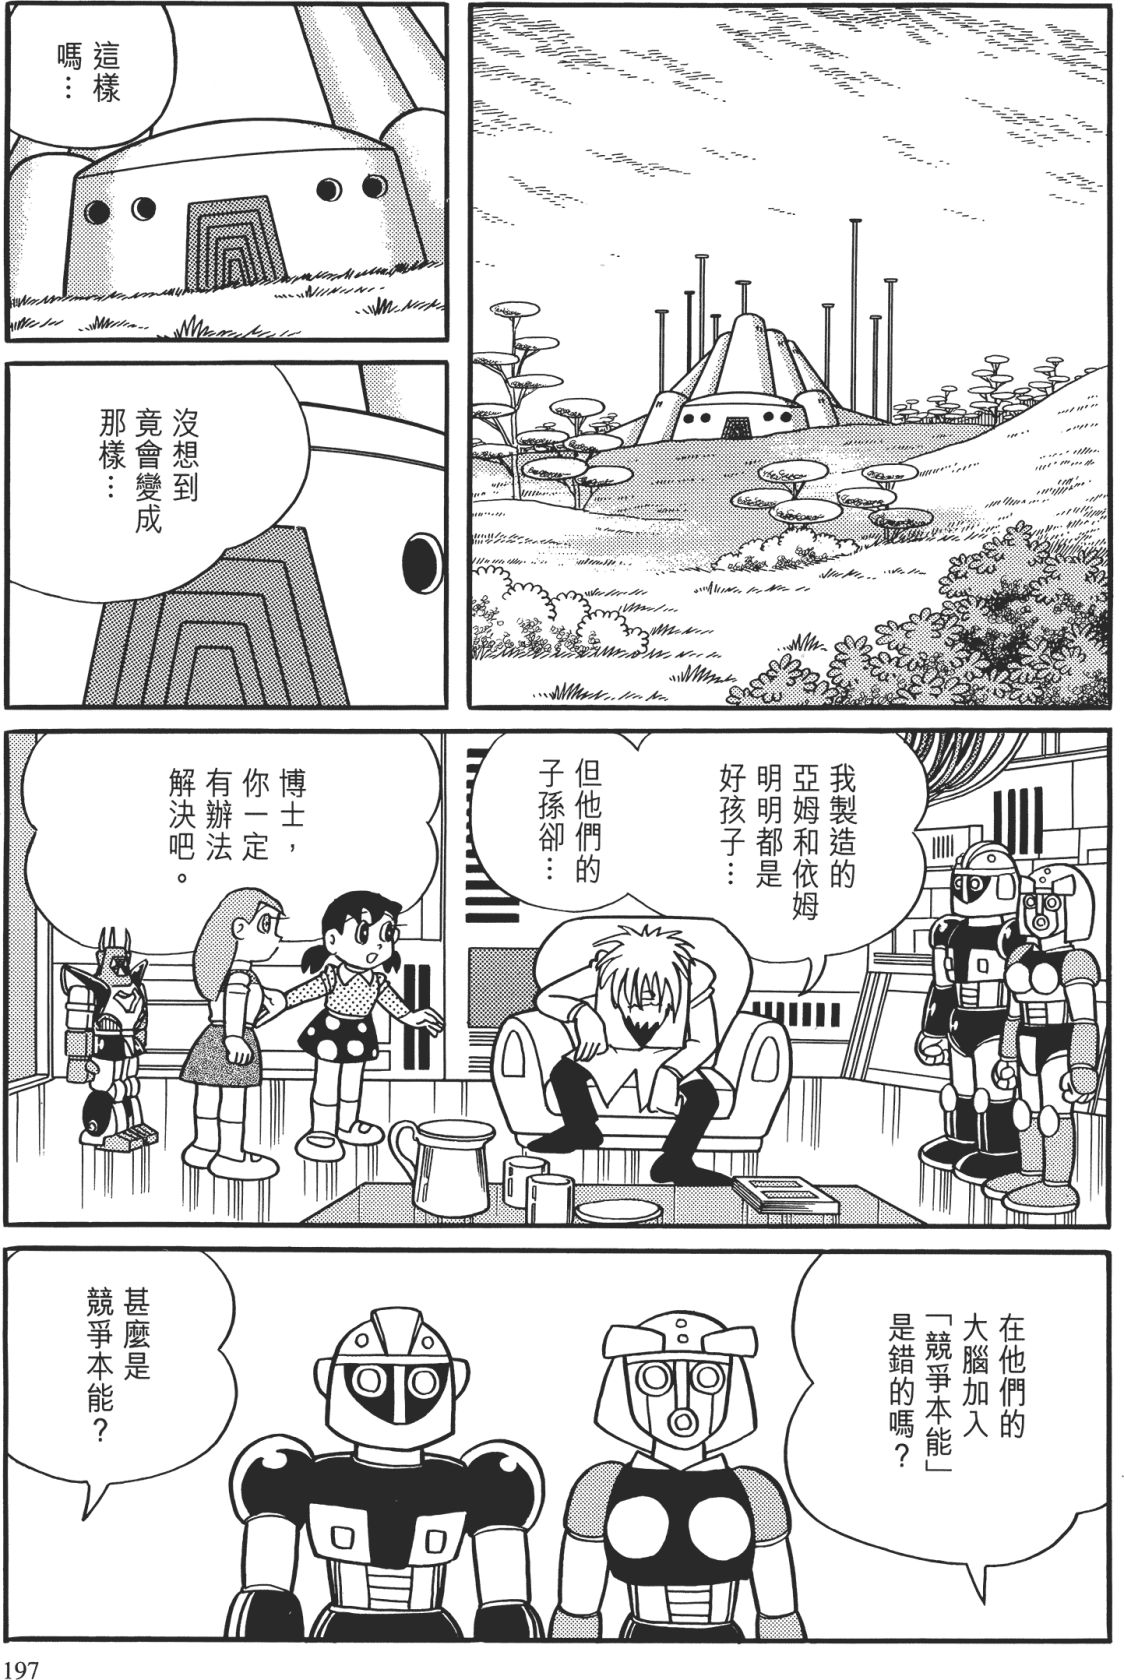 這樣
嗎…
沒想到
竟會變成
那樣…
我製造的
亞姆和依姆
明明都是
好孩子…
但他們的
子孫卻…
博士，
你一定
有辦法
解決吧。
在他們的
大腦加入
「競爭本能」
是錯的嗎？
甚麼是
競爭本能？
197